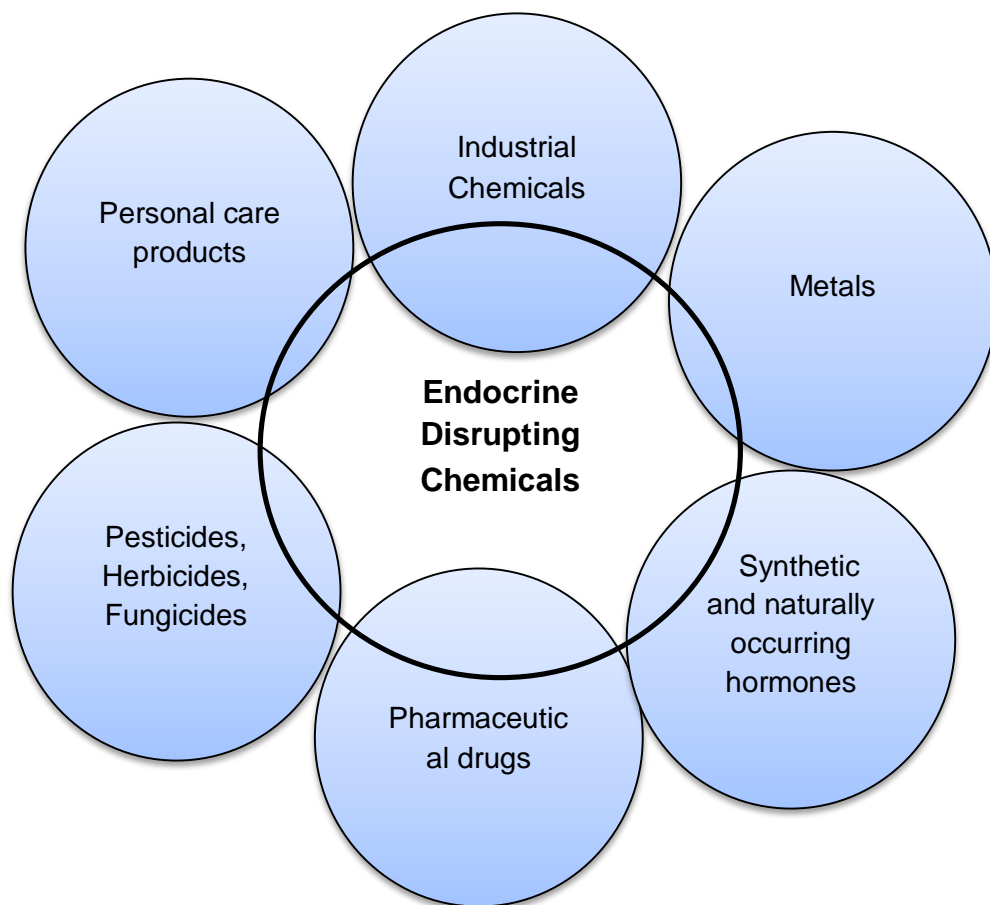 Industrial
Chemicals
Personal care
products
Metals
Endocrine
Disrupting
Chemicals
Pesticides,
Herbicides,
Fungicides
Synthetic
and naturally
occurring
hormones
Pharmaceutic
al drugs